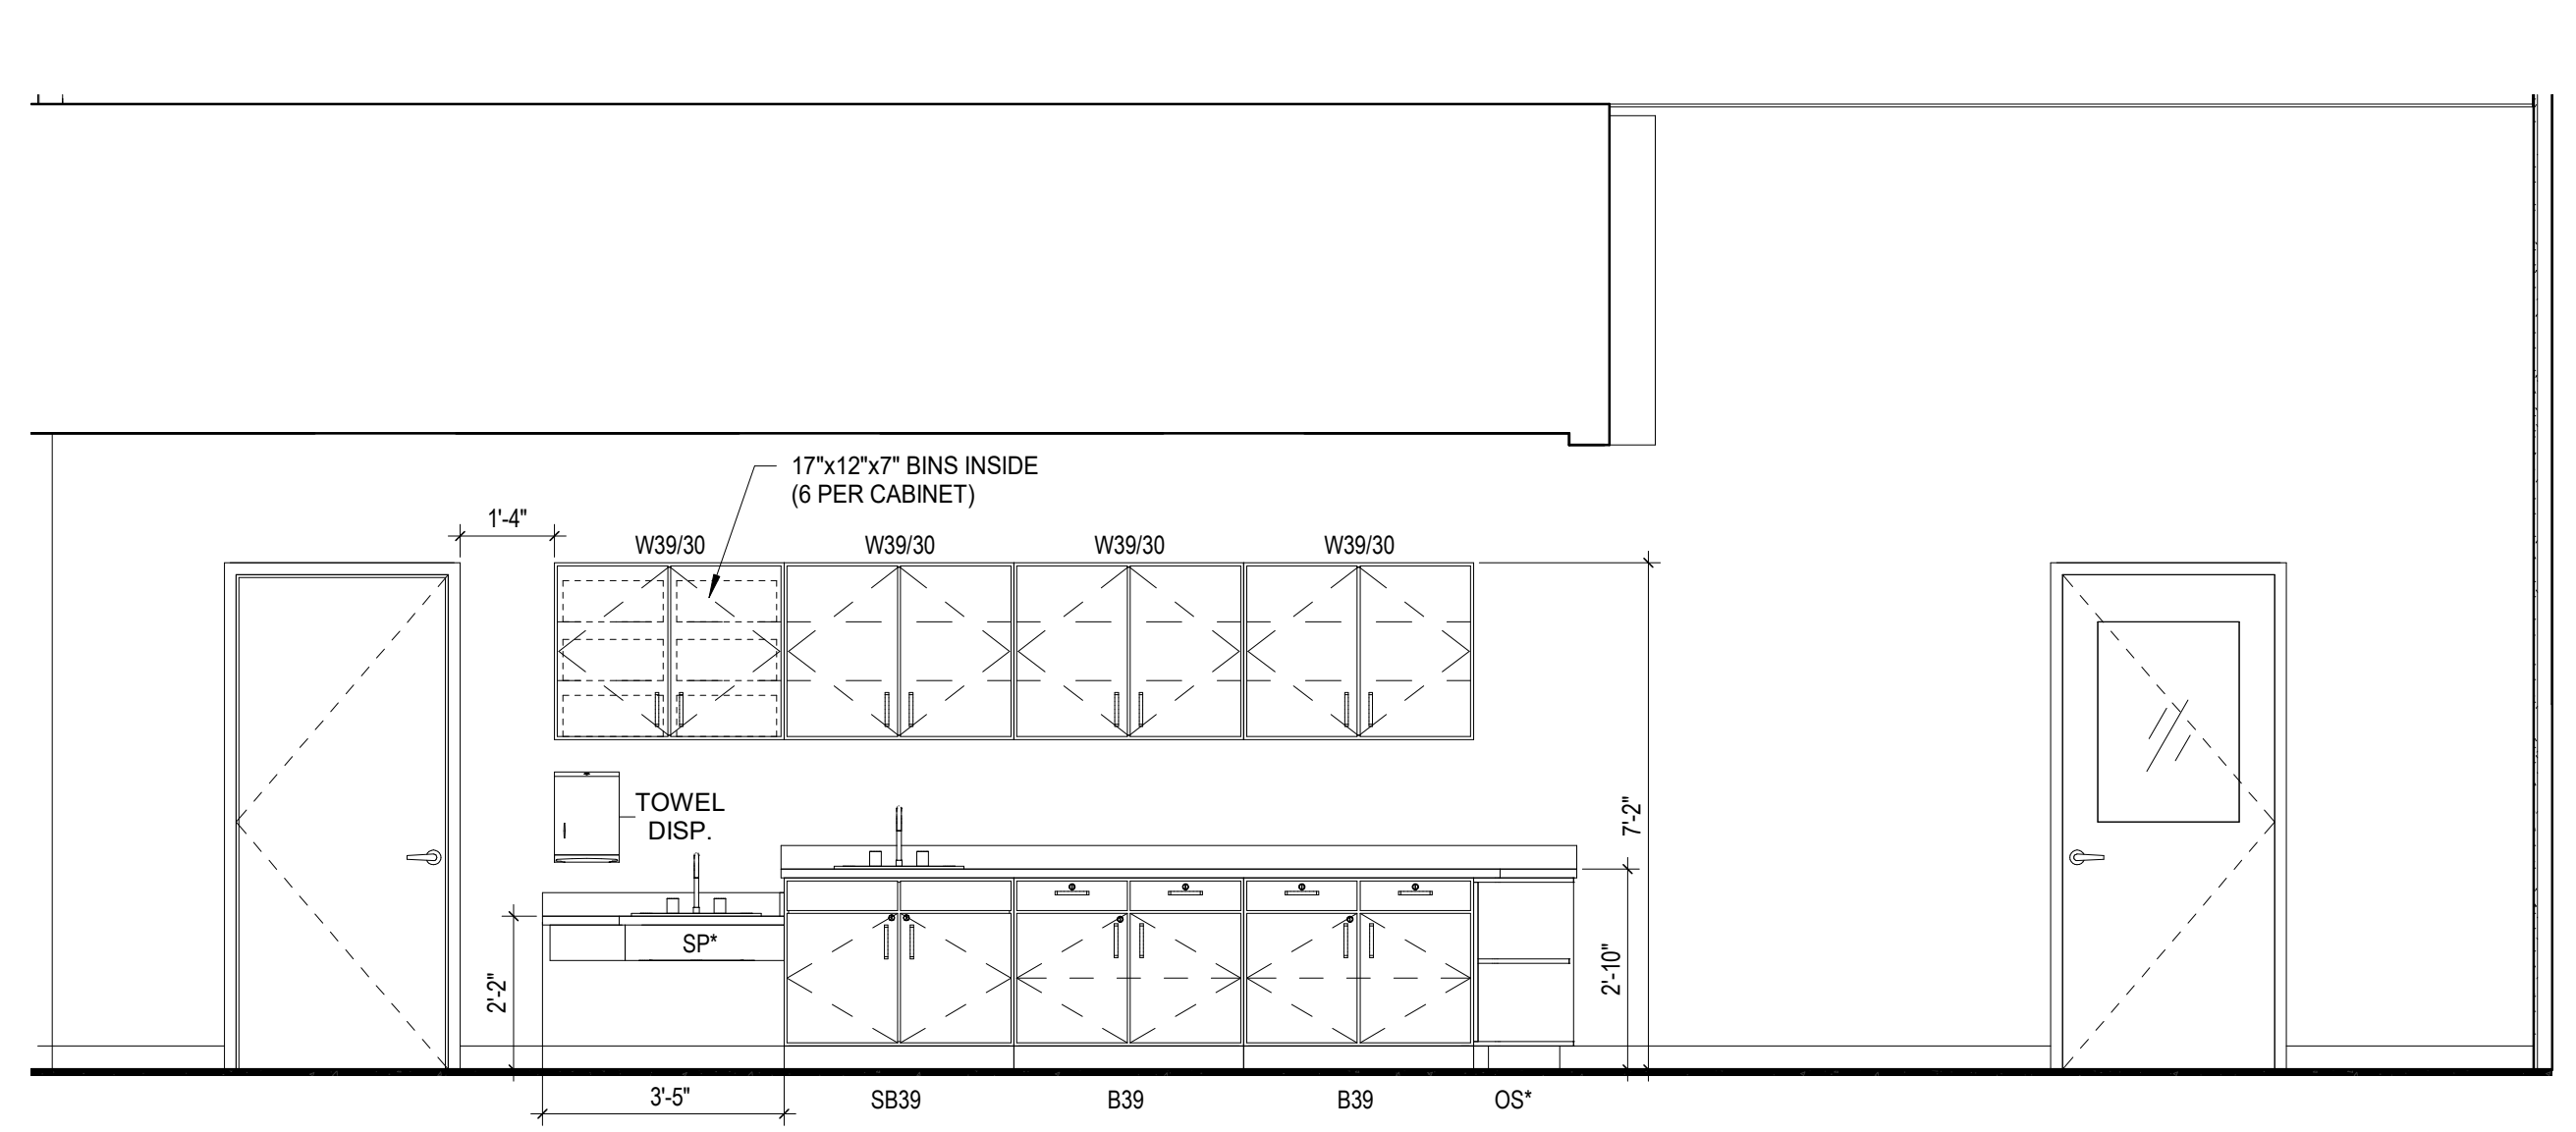 17"x12"x7" BINS INSIDE
(6 PER CABINET)
1'-4"
W39/30
W39/30
W39/30
W39/30
TOWEL
DISP.
7'-2"
SP*
2'-2"
2'-10"
3'-5"
SB39
B39
B39
OS*